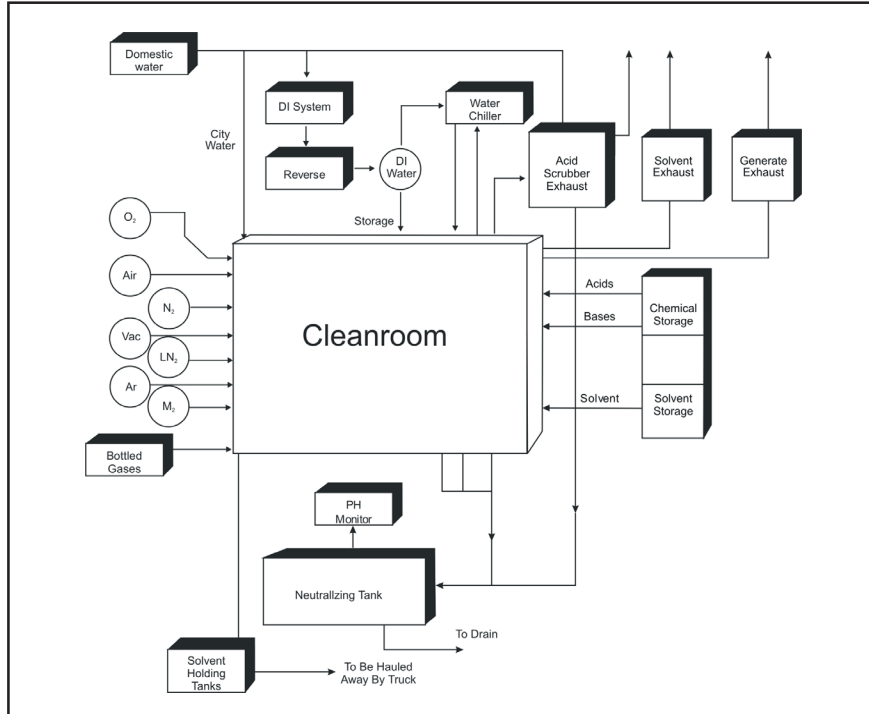 Domestic
water
DI System
Water
Chiller
City
Water
Reverse
DI
Water
Acid
Scrubber
Exhaust
Solvent
Exhaust
Generate
Exhaust
Storage
O₂
Air
N₂
Vac
LN₂
Ar
M₂
Bottled
Gases
Cleanroom
Acids
Bases
Chemical
Storage
Solvent
Solvent
Storage
PH
Monitor
Neutrallzing Tank
To Drain
Solvent
Holding
Tanks
To Be Hauled
Away By Truck